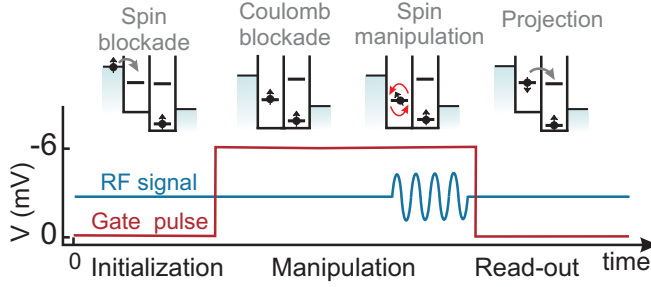 Spin blockade
Coulomb blockade
Spin manipulation
Projection
-6
V (mV)
RF signal
Gate pulse
0
0
time
Initialization
Manipulation
Read-out